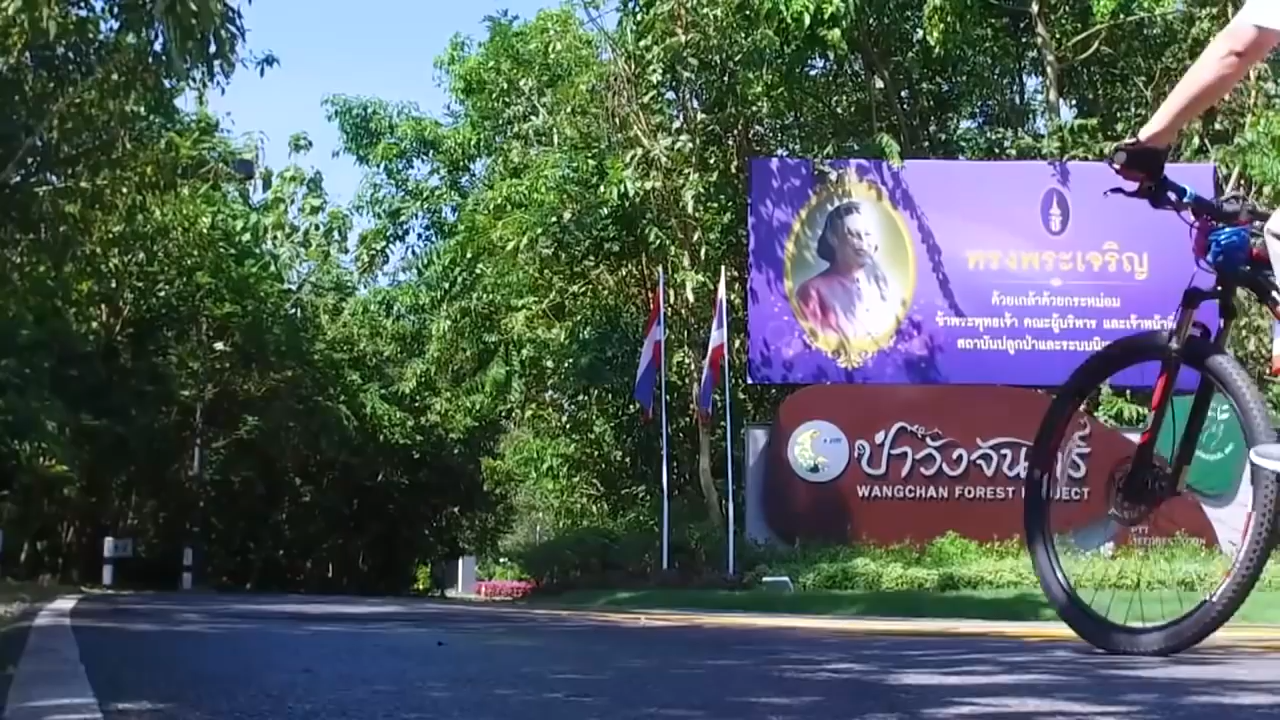 ทรงพระเจริญ
ด้วยเกล้าด้วยกระหม่อม
ข้าพระพุทธเจ้า คณะผู้บริหาร และเจ้าหน้าที่
สถาบันปลูกป่าและระบบ
ป่าวังจันทร์
WANGCHAN FOREST PROJECT